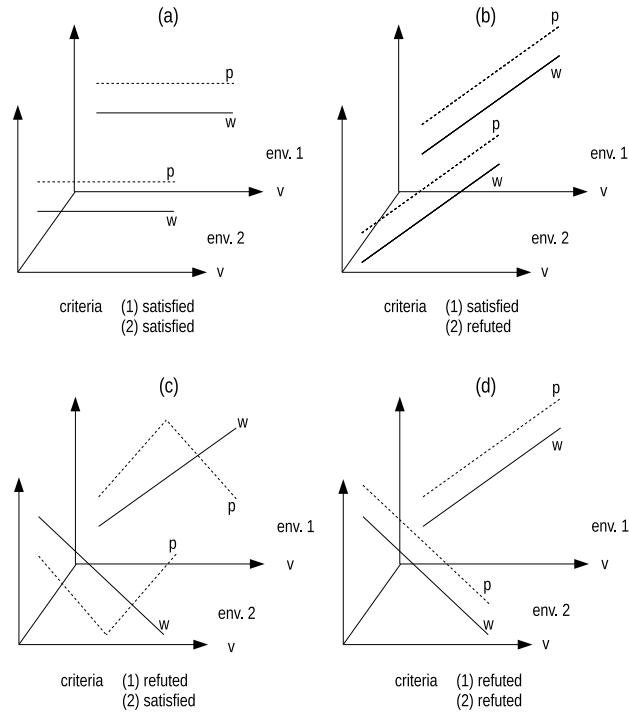 (a)
p
w
env. 1
v
p
w
env. 2
v
criteria (1) satisfied
(2) satisfied
(b)
p
w
p
env. 1
w
v
env. 2
v
criteria (1) satisfied
(2) refuted
(c)
w
p
env. 1
p
v
env. 2
w
v
criteria (1) refuted
(2) satisfied
(d)
p
w
env. 1
v
p
env. 2
w
v
criteria (1) refuted
(2) refuted